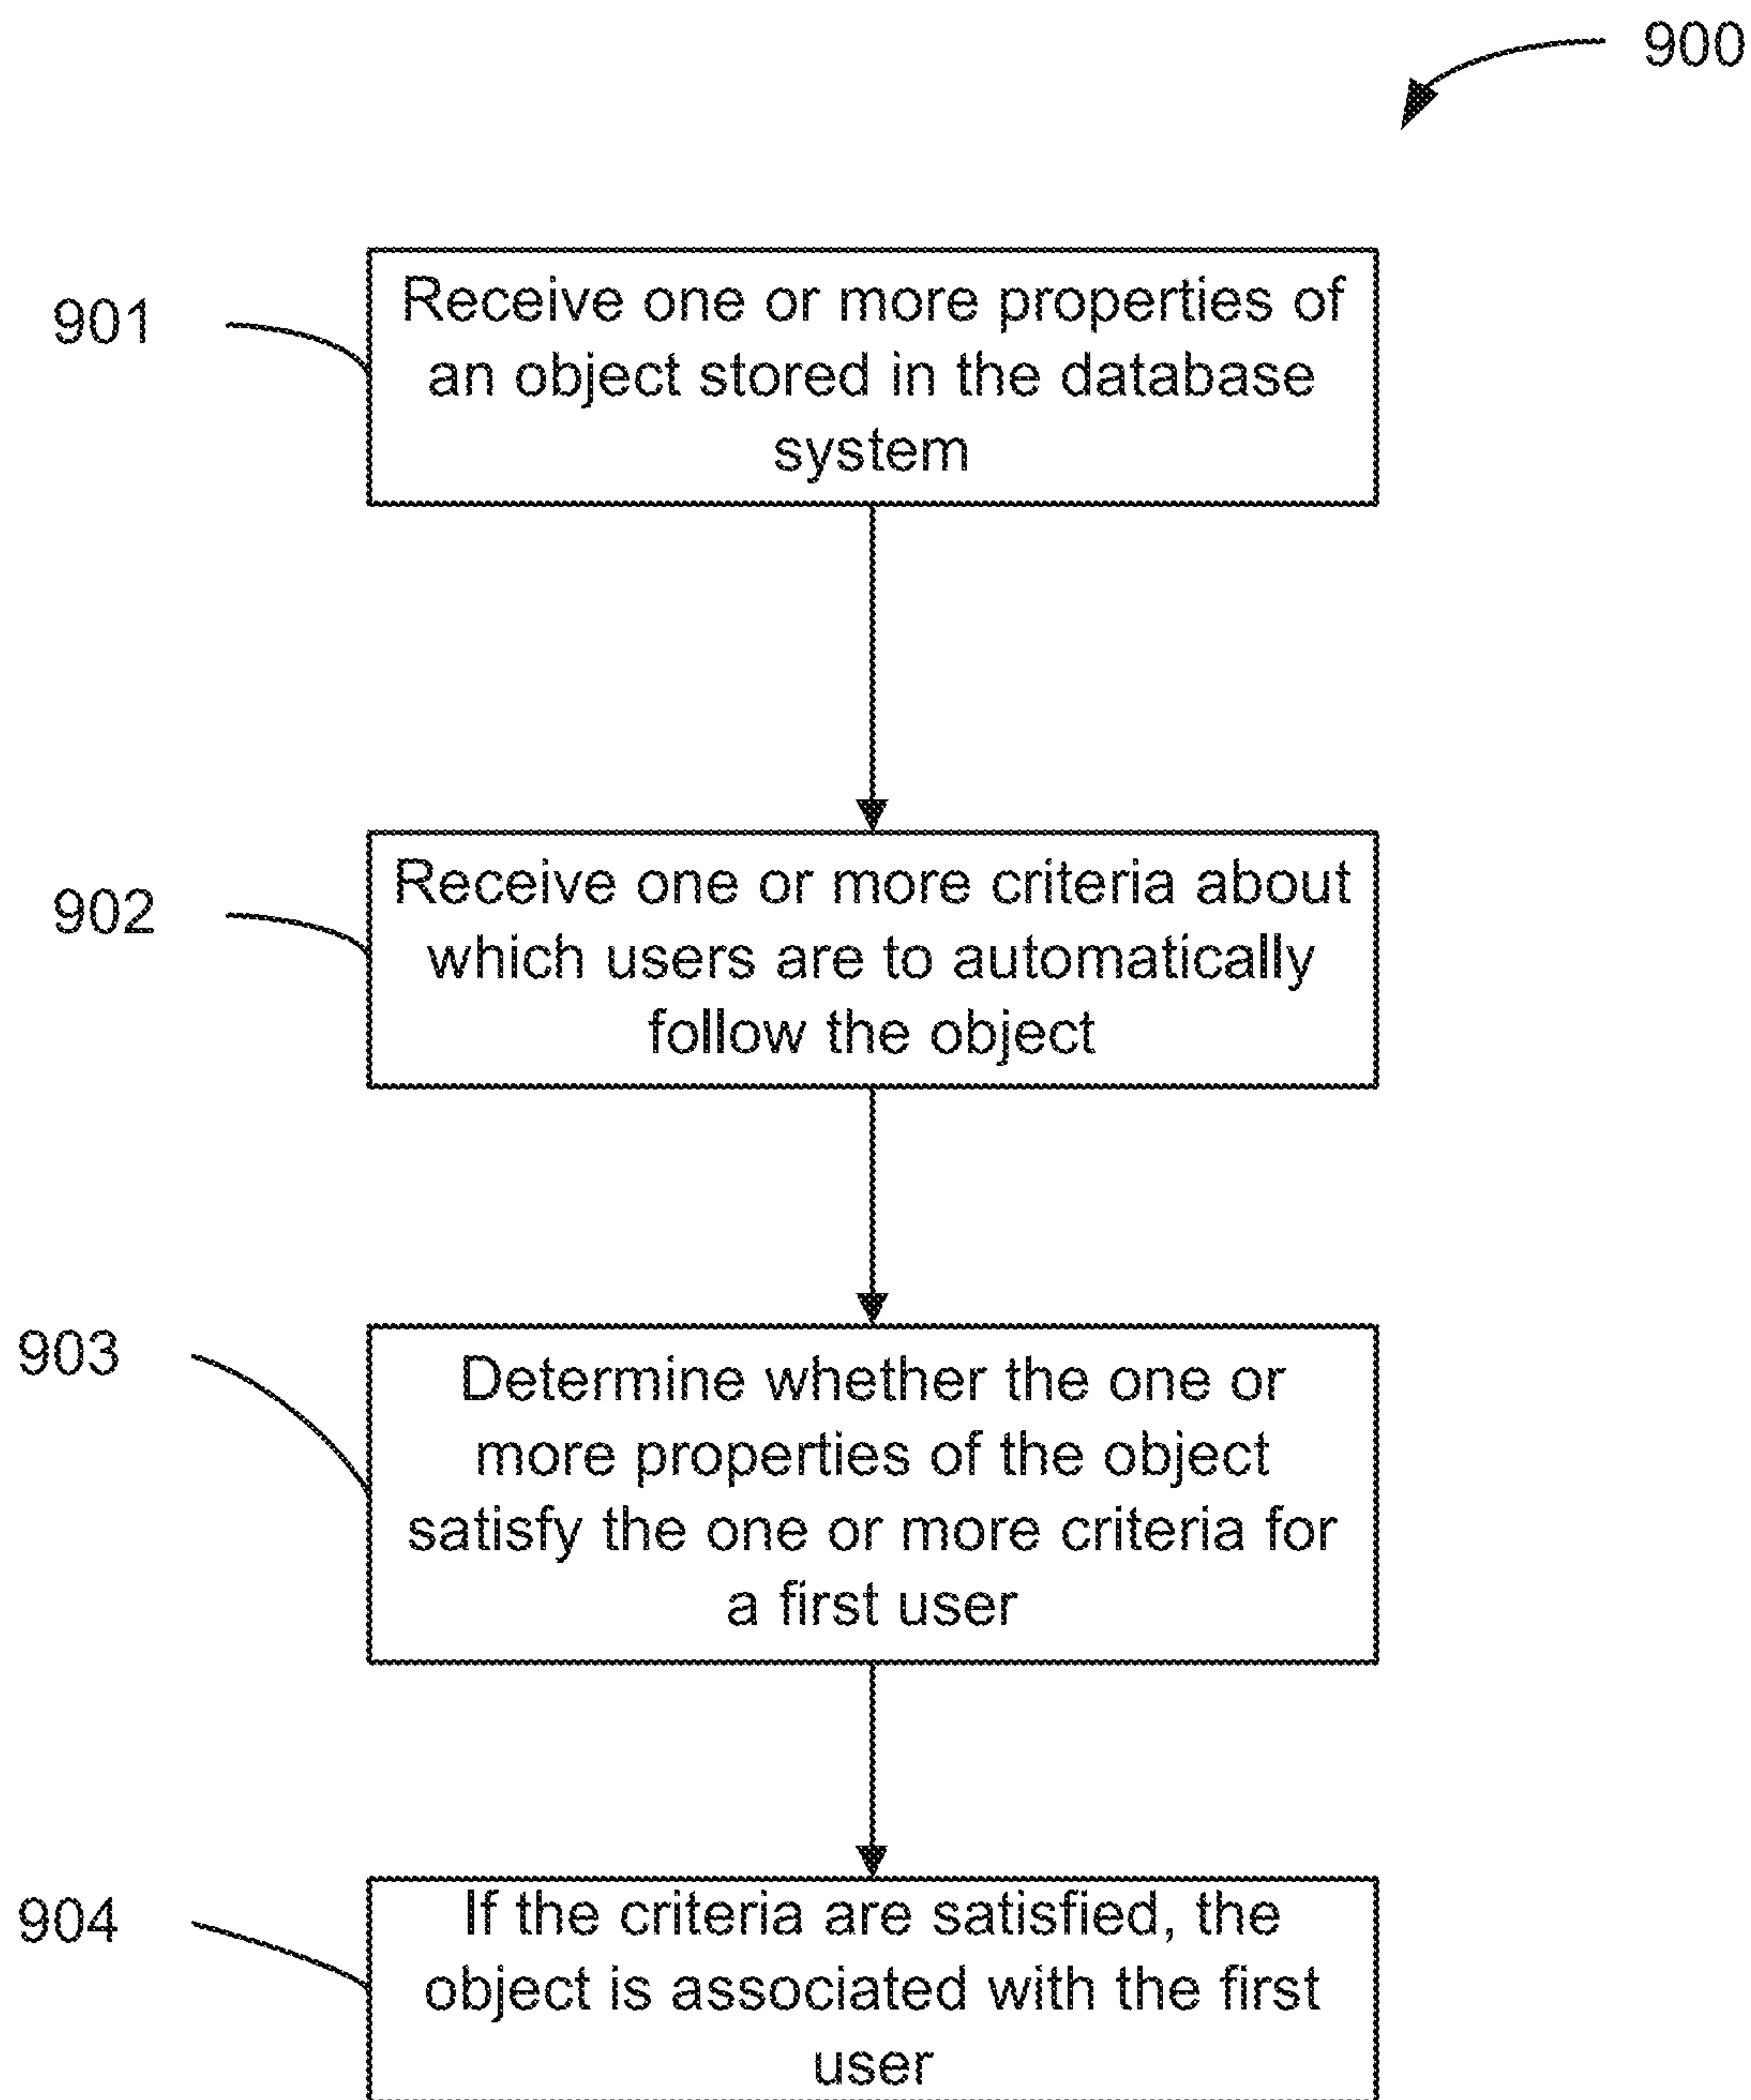 900
901
Receive one or more properties of
an object stored in the database
system
902
Receive one or more criteria about
which users are to automatically
follow the object
903
Determine whether the one or
more properties of the object
satisfy the one or more criteria for
a first user
904
If the criteria are satisfied, the
object is associated with the first
user